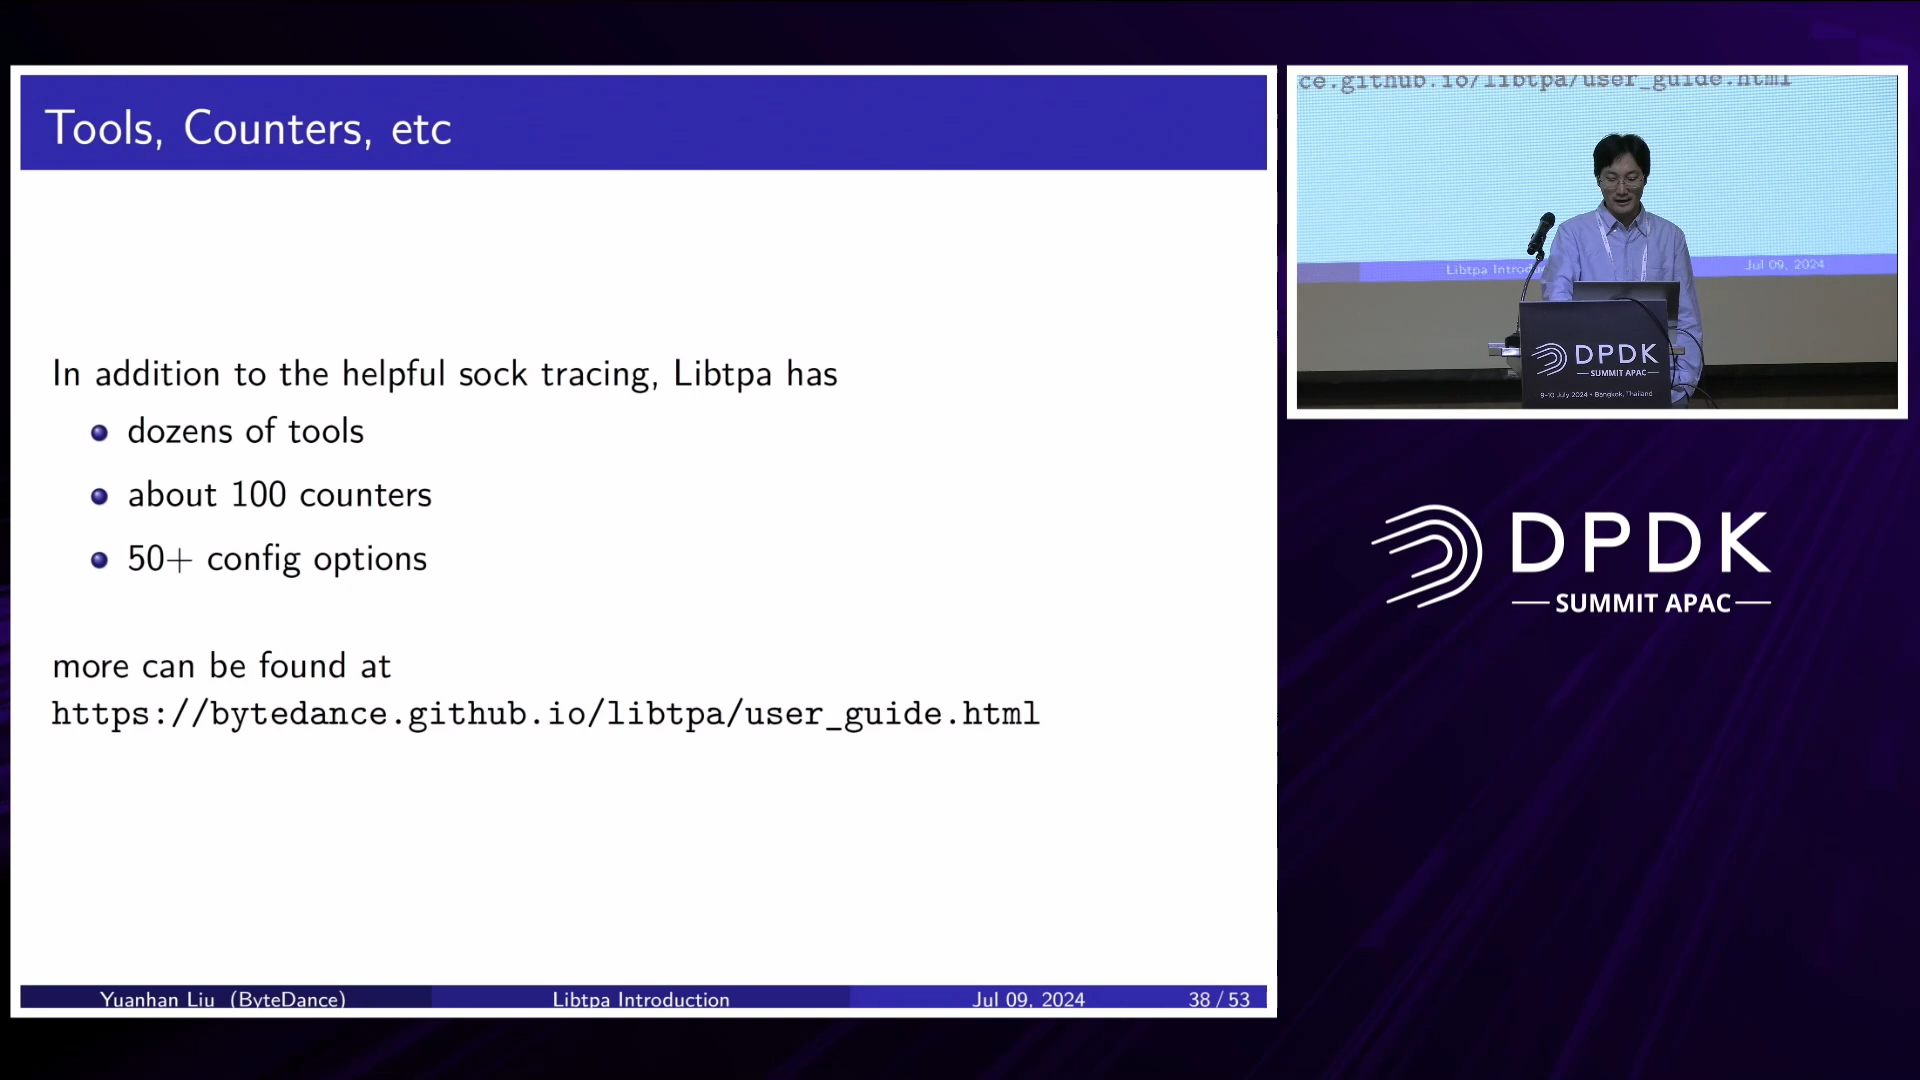 Tools, Counters, etc
In addition to the helpful sock tracing, Libtpa has
dozens of tools
about 100 counters
50+ config options
more can be found at
https://bytedance.github.io/libtpa/user_guide.html
Yuanhan Liu (ByteDance)
Libtpa Introduction
Jul 09, 2024
38 / 53
ce.github.io/libtpa/user_guide.html
Libtpa Introdu
Jul 09, 2024
DPDK
SUMMIT APAC
9-10 July 2024 • Bangkok, Thailand
DPDK
SUMMIT APAC